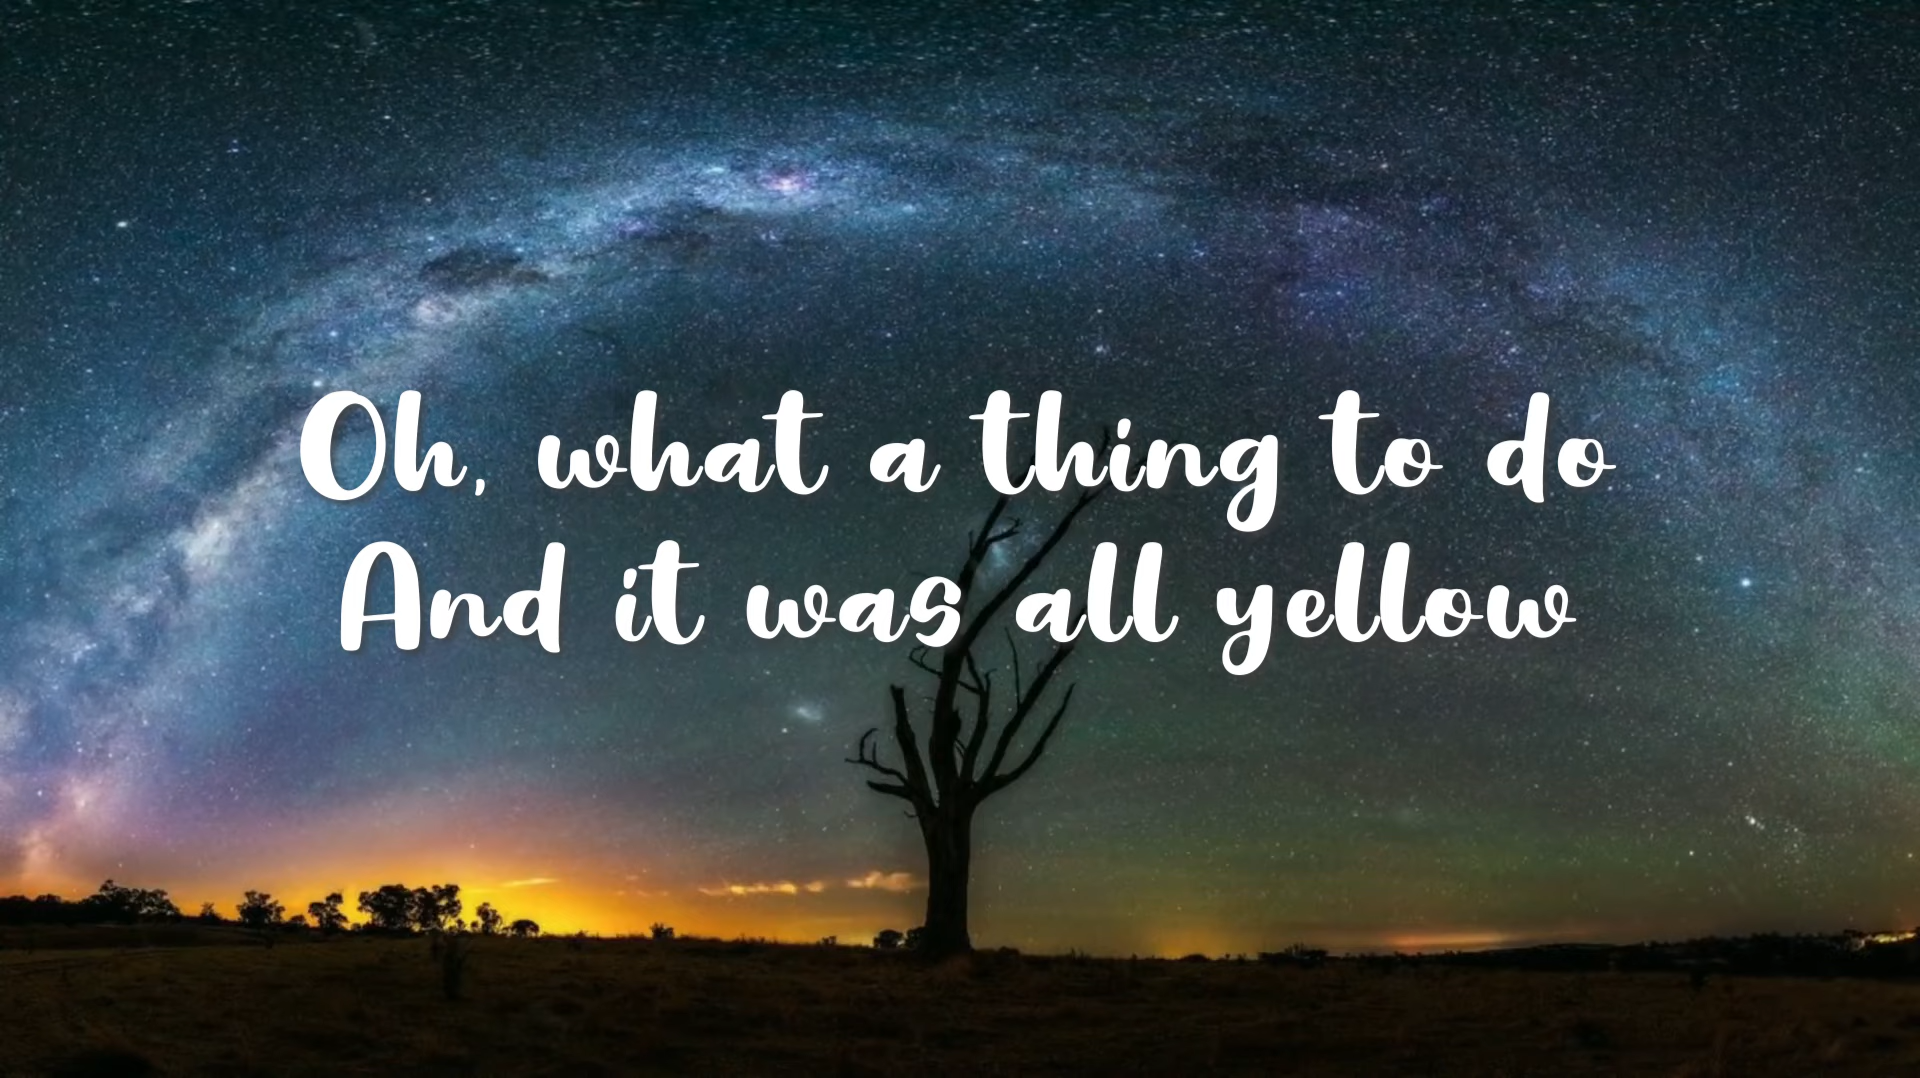 Oh, what a thing to do
And it was all yellow